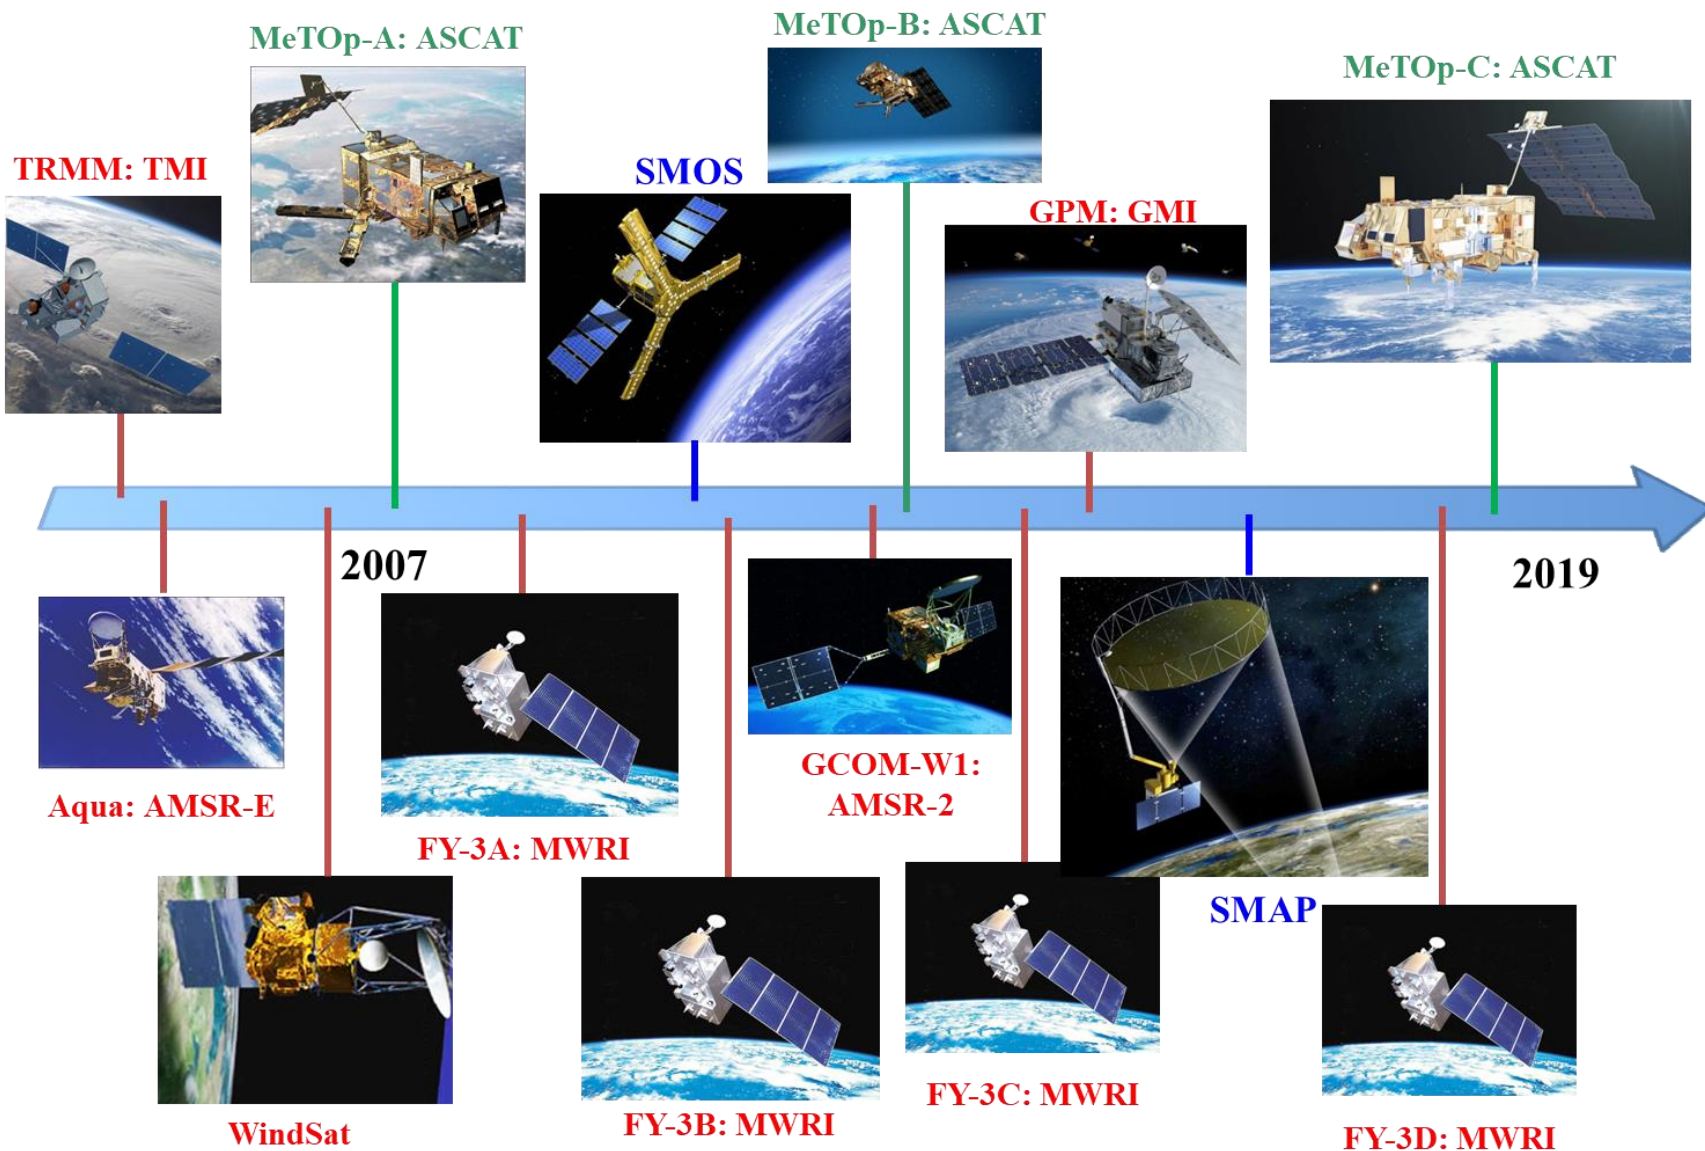 MeTOp-A: ASCAT
MeTOp-B: ASCAT
MeTOp-C: ASCAT
TRMM: TMI
SMOS
GPM: GMI
2007
2019
Aqua: AMSR-E
FY-3A: MWRI
GCOM-W1:
AMSR-2
SMAP
WindSat
FY-3B: MWRI
FY-3C: MWRI
FY-3D: MWRI